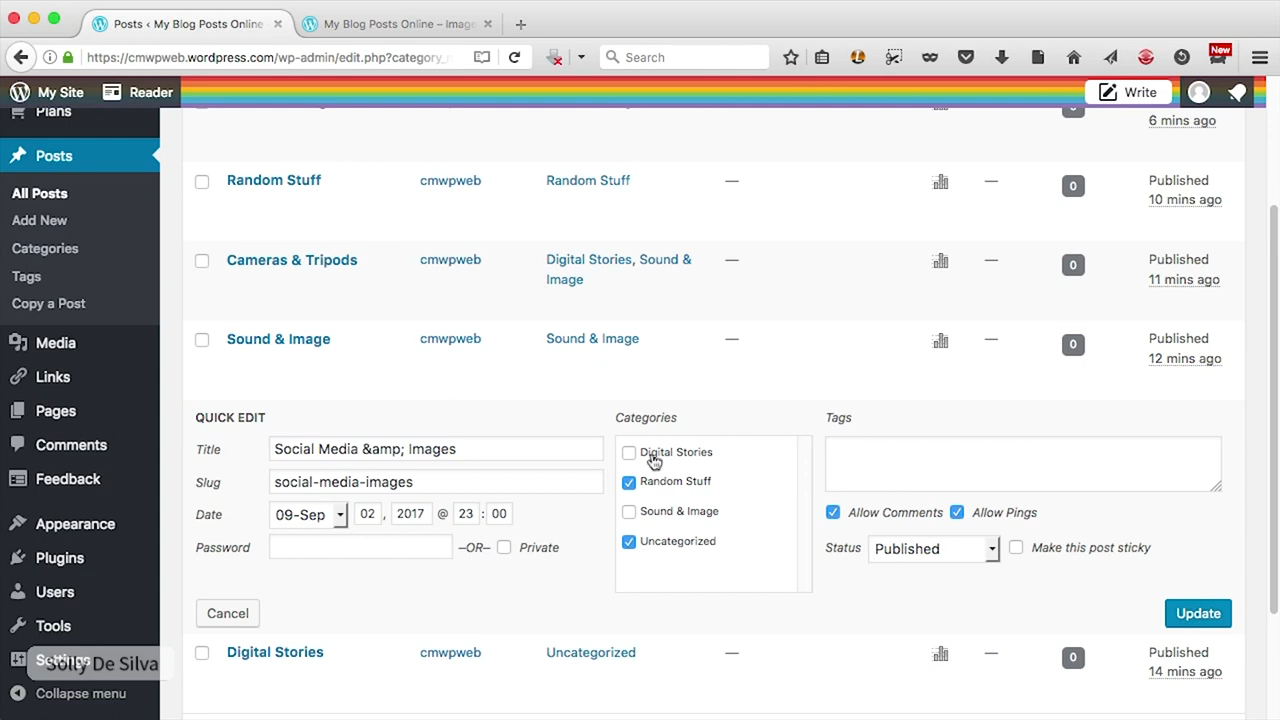 Posts ‹ My Blog Posts Online
My Blog Posts Online – Image
https://cmwpweb.wordpress.com/wp-admin/edit.php?category_
Search
New
My Site
Reader
Write
Plans
6 mins ago
Posts
All Posts
Add New
Categories
Tags
Copy a Post
Media
Links
Pages
Comments
Feedback
Appearance
Plugins
Users
Tools
Settings
Solly De Silva
Collapse menu
Random Stuff cmwpweb Random Stuff — — 0 Published
10 mins ago
Cameras & Tripods cmwpweb Digital Stories, Sound & — — 0 Published
Image 11 mins ago
Sound & Image cmwpweb Sound & Image — — 0 Published
12 mins ago
QUICK EDIT
Title Social Media &amp; Images
Slug social-media-images
Date 09-Sep 02 , 2017 @ 23 : 00
Password –OR– Private
Categories
Digital Stories
Random Stuff
Sound & Image
Uncategorized
Tags
Allow Comments Allow Pings
Status Published Make this post sticky
Cancel Update
Digital Stories cmwpweb Uncategorized — — 0 Published
14 mins ago